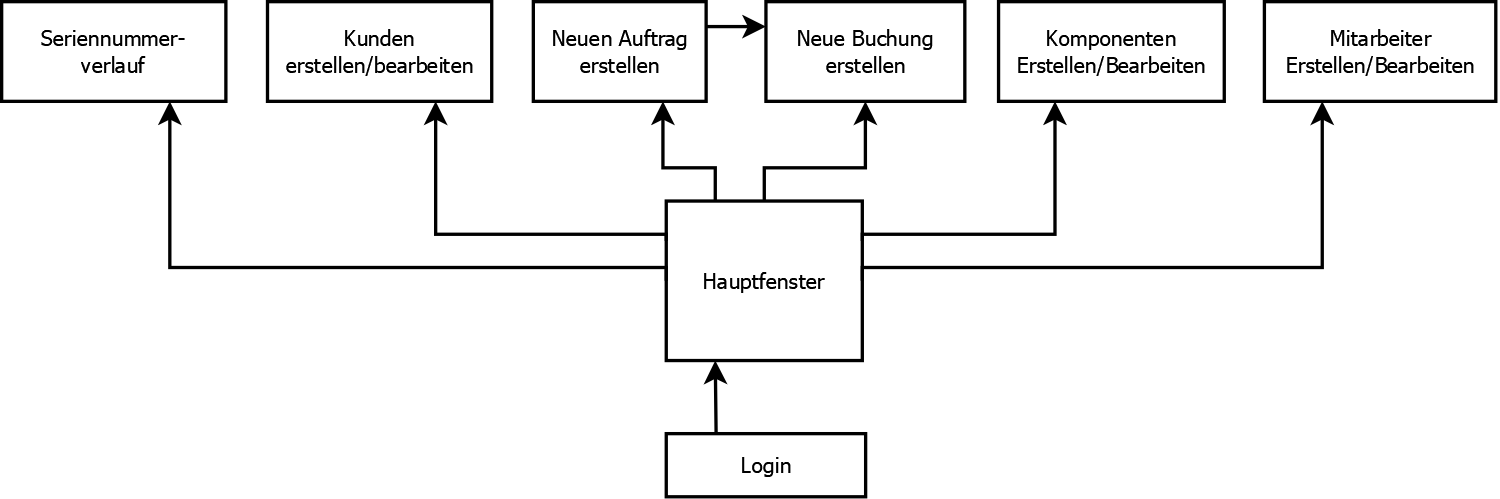 Seriennummer-
verlauf
Kunden
erstellen/bearbeiten
Neuen Auftrag
erstellen
Neue Buchung
erstellen
Komponenten
Erstellen/Bearbeiten
Mitarbeiter
Erstellen/Bearbeiten
Hauptfenster
Login